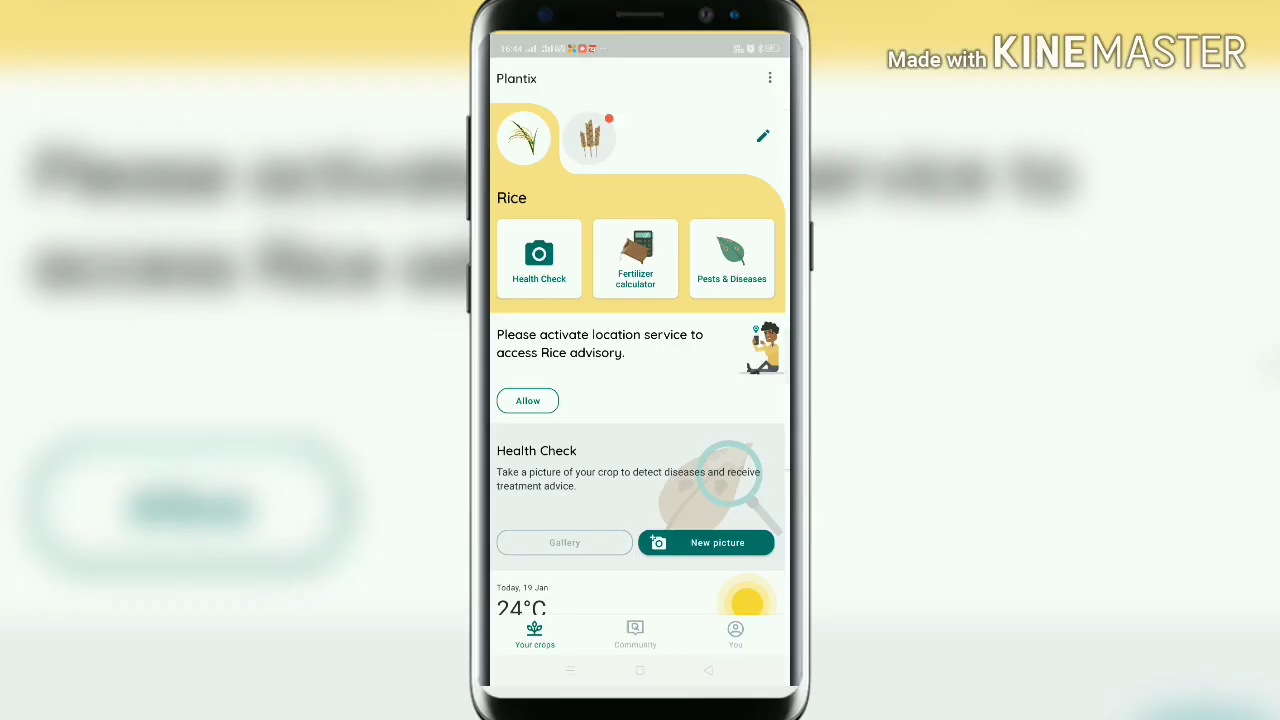 Made with KINEMASTER
16:44
Plantix
Rice
Health Check
Fertilizer
calculator
Pests & Diseases
Please activate location service to
access Rice advisory.
Allow
Health Check
Take a picture of your crop to detect diseases and receive
treatment advice.
Gallery
New picture
Today, 19 Jan
24°C
Your crops
Community
You